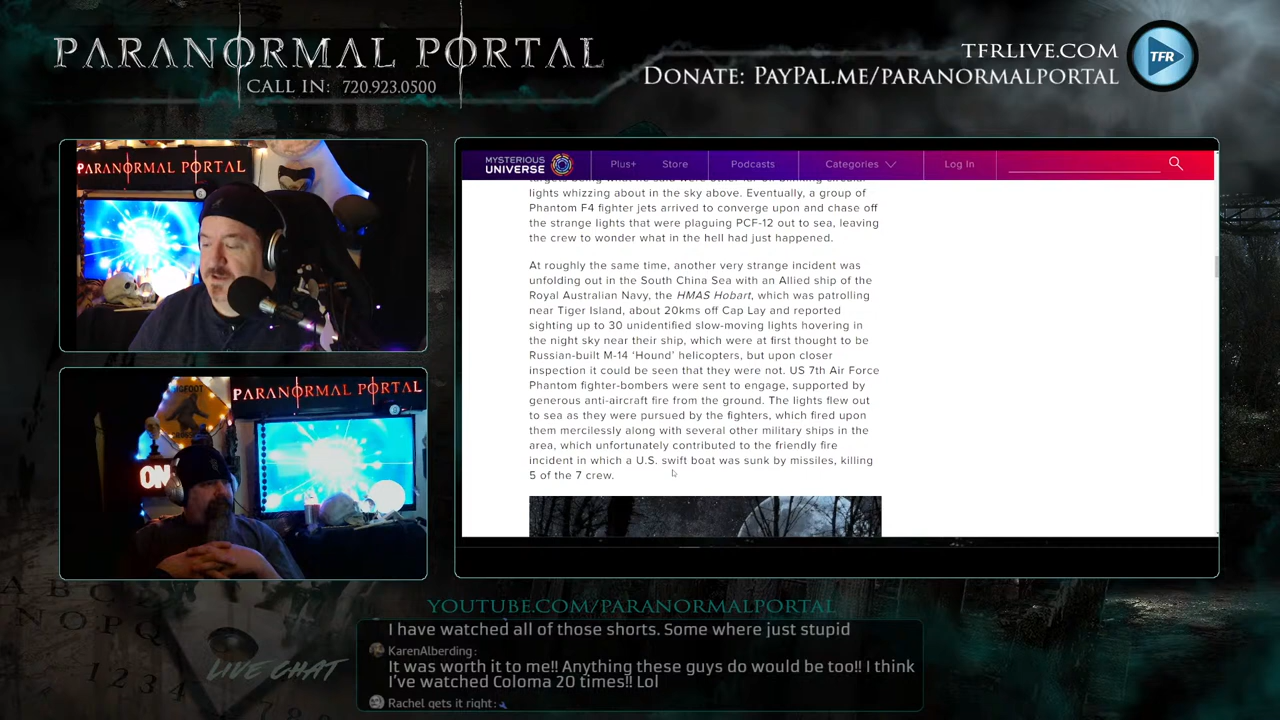 PARANORMAL PORTAL
CALL IN: 720.923.0500
TFRLIVE.COM
DONATE: PAYPAL.ME/PARANORMALPORTAL
TFR
PARANORMAL PORTAL
PARANORMAL PORTAL
ON
MYSTERIOUS
UNIVERSE
Plus+
Store
Podcasts
Categories
Log In
lights whizzing about in the sky above. Eventually, a group of
Phantom F4 fighter jets arrived to converge upon and chase off
the strange lights that were plaguing PCF-12 out to sea, leaving
the crew to wonder what in the hell had just happened.
At roughly the same time, another very strange incident was
unfolding out in the South China Sea with an Allied ship of the
Royal Australian Navy, the HMAS Hobart, which was patrolling
near Tiger Island, about 20kms off Cap Lay and reported
sighting up to 30 unidentified slow-moving lights hovering in
the night sky near their ship, which were at first thought to be
Russian-built M-14 ‘Hound’ helicopters, but upon closer
inspection it could be seen that they were not. US 7th Air Force
Phantom fighter-bombers were sent to engage, supported by
generous anti-aircraft fire from the ground. The lights flew out
to sea as they were pursued by the fighters, which fired upon
them mercilessly along with several other military ships in the
area, which unfortunately contributed to the friendly fire
incident in which a U.S. swift boat was sunk by missiles, killing
5 of the 7 crew.
YOUTUBE.COM/PARANORMALPORTAL
LIVE CHAT
I have watched all of those shorts. Some where just stupid
KarenAlberding:
It was worth it to me!! Anything these guys do would be too!! I think
I've watched Coloma 20 times!! Lol
Rachel gets it right: